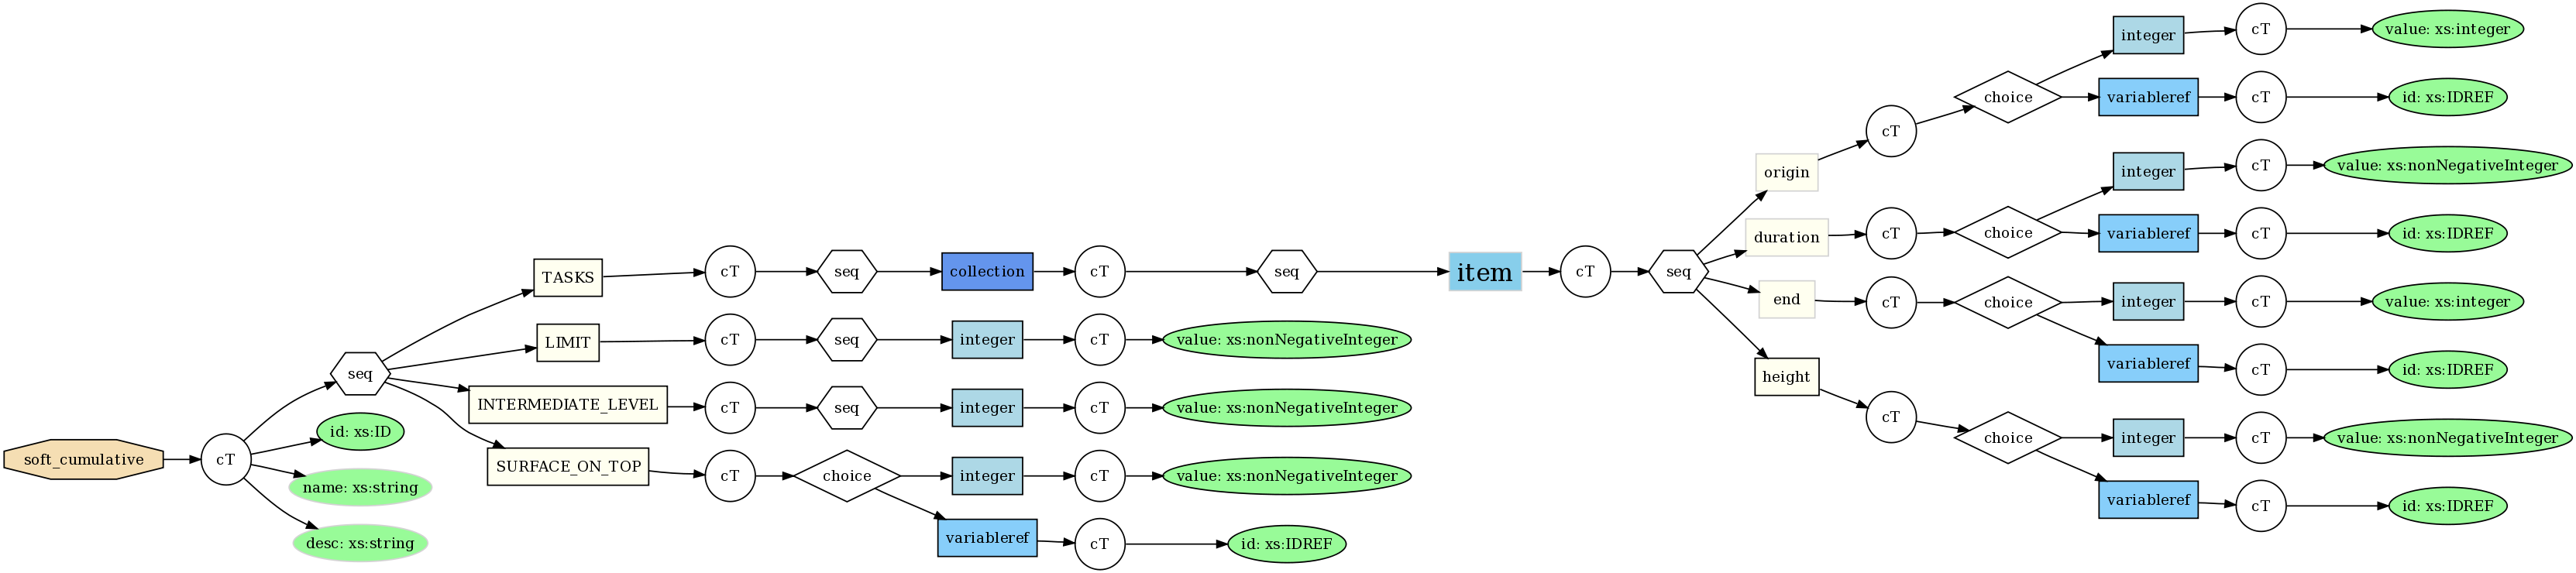 soft_cumulative
cT
seq
id: xs:ID
name: xs:string
desc: xs:string
TASKS
cT
seq
collection
cT
seq
item
cT
seq
origin
cT
choice
integer
cT
value: xs:integer
variableref
cT
id: xs:IDREF
duration
cT
choice
integer
cT
value: xs:nonNegativeInteger
variableref
cT
id: xs:IDREF
end
cT
choice
integer
cT
value: xs:integer
variableref
cT
id: xs:IDREF
height
cT
choice
integer
cT
value: xs:nonNegativeInteger
variableref
cT
id: xs:IDREF
LIMIT
cT
seq
integer
cT
value: xs:nonNegativeInteger
INTERMEDIATE_LEVEL
cT
seq
integer
cT
value: xs:nonNegativeInteger
SURFACE_ON_TOP
cT
choice
integer
cT
value: xs:nonNegativeInteger
variableref
cT
id: xs:IDREF